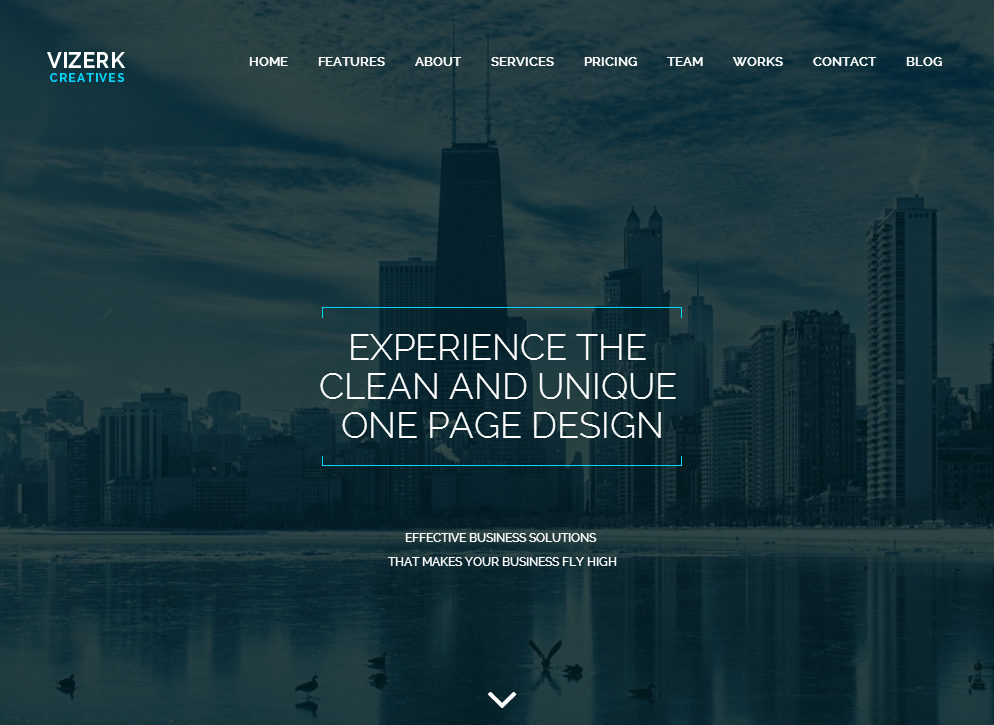 VIZERK
CREATIVES
HOME FEATURES ABOUT SERVICES PRICING TEAM WORKS CONTACT BLOG
EXPERIENCE THE
CLEAN AND UNIQUE
ONE PAGE DESIGN
EFFECTIVE BUSINESS SOLUTIONS
THAT MAKES YOUR BUSINESS FLY HIGH